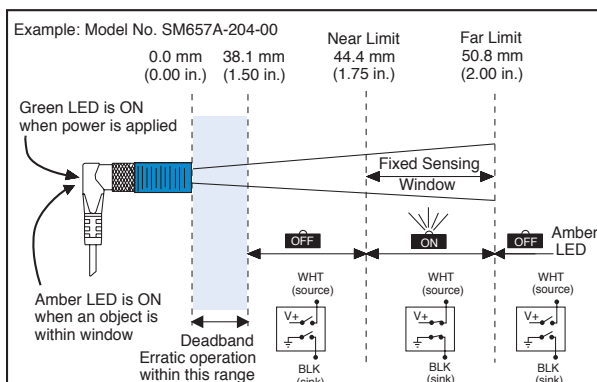 Example: Model No. SM657A-204-00
0.0 mm
(0.00 in.)
38.1 mm
(1.50 in.)
Near Limit
44.4 mm
(1.75 in.)
Far Limit
50.8 mm
(2.00 in.)
Green LED is ON
when power is applied
Fixed Sensing
Window
OFF
ON
OFF
Amber
LED
Amber LED is ON
when an object is
within window
Deadband
Erratic operation
within this range
WHT
(source)
V+
BLK
(sink)
WHT
(source)
V+
BLK
(sink)
WHT
(source)
V+
BLK
(sink)